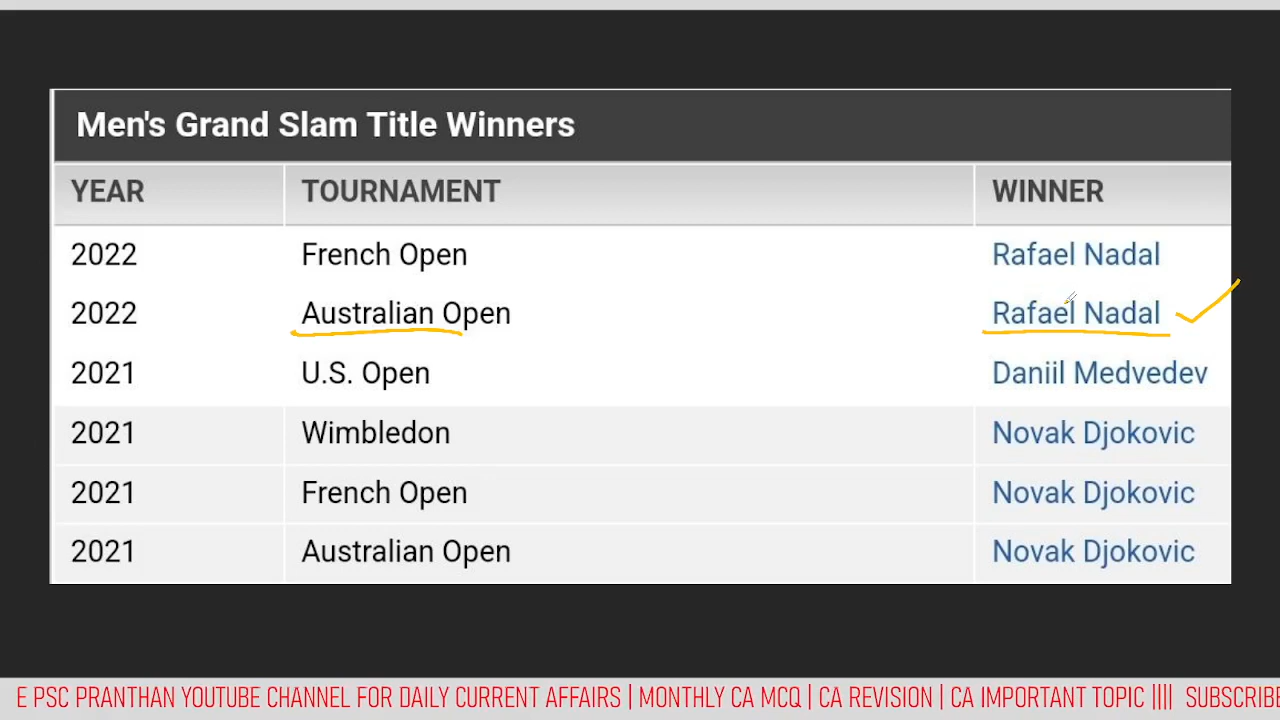 Men's Grand Slam Title Winners
YEAR TOURNAMENT WINNER
2022 French Open Rafael Nadal
2022 Australian Open Rafael Nadal
2021 U.S. Open Daniil Medvedev
2021 Wimbledon Novak Djokovic
2021 French Open Novak Djokovic
2021 Australian Open Novak Djokovic
E PSC PRANTHAN YOUTUBE CHANNEL FOR DAILY CURRENT AFFAIRS | MONTHLY CA MCQ | CA REVISION | CA IMPORTANT TOPIC |||| SUBSCRIBE